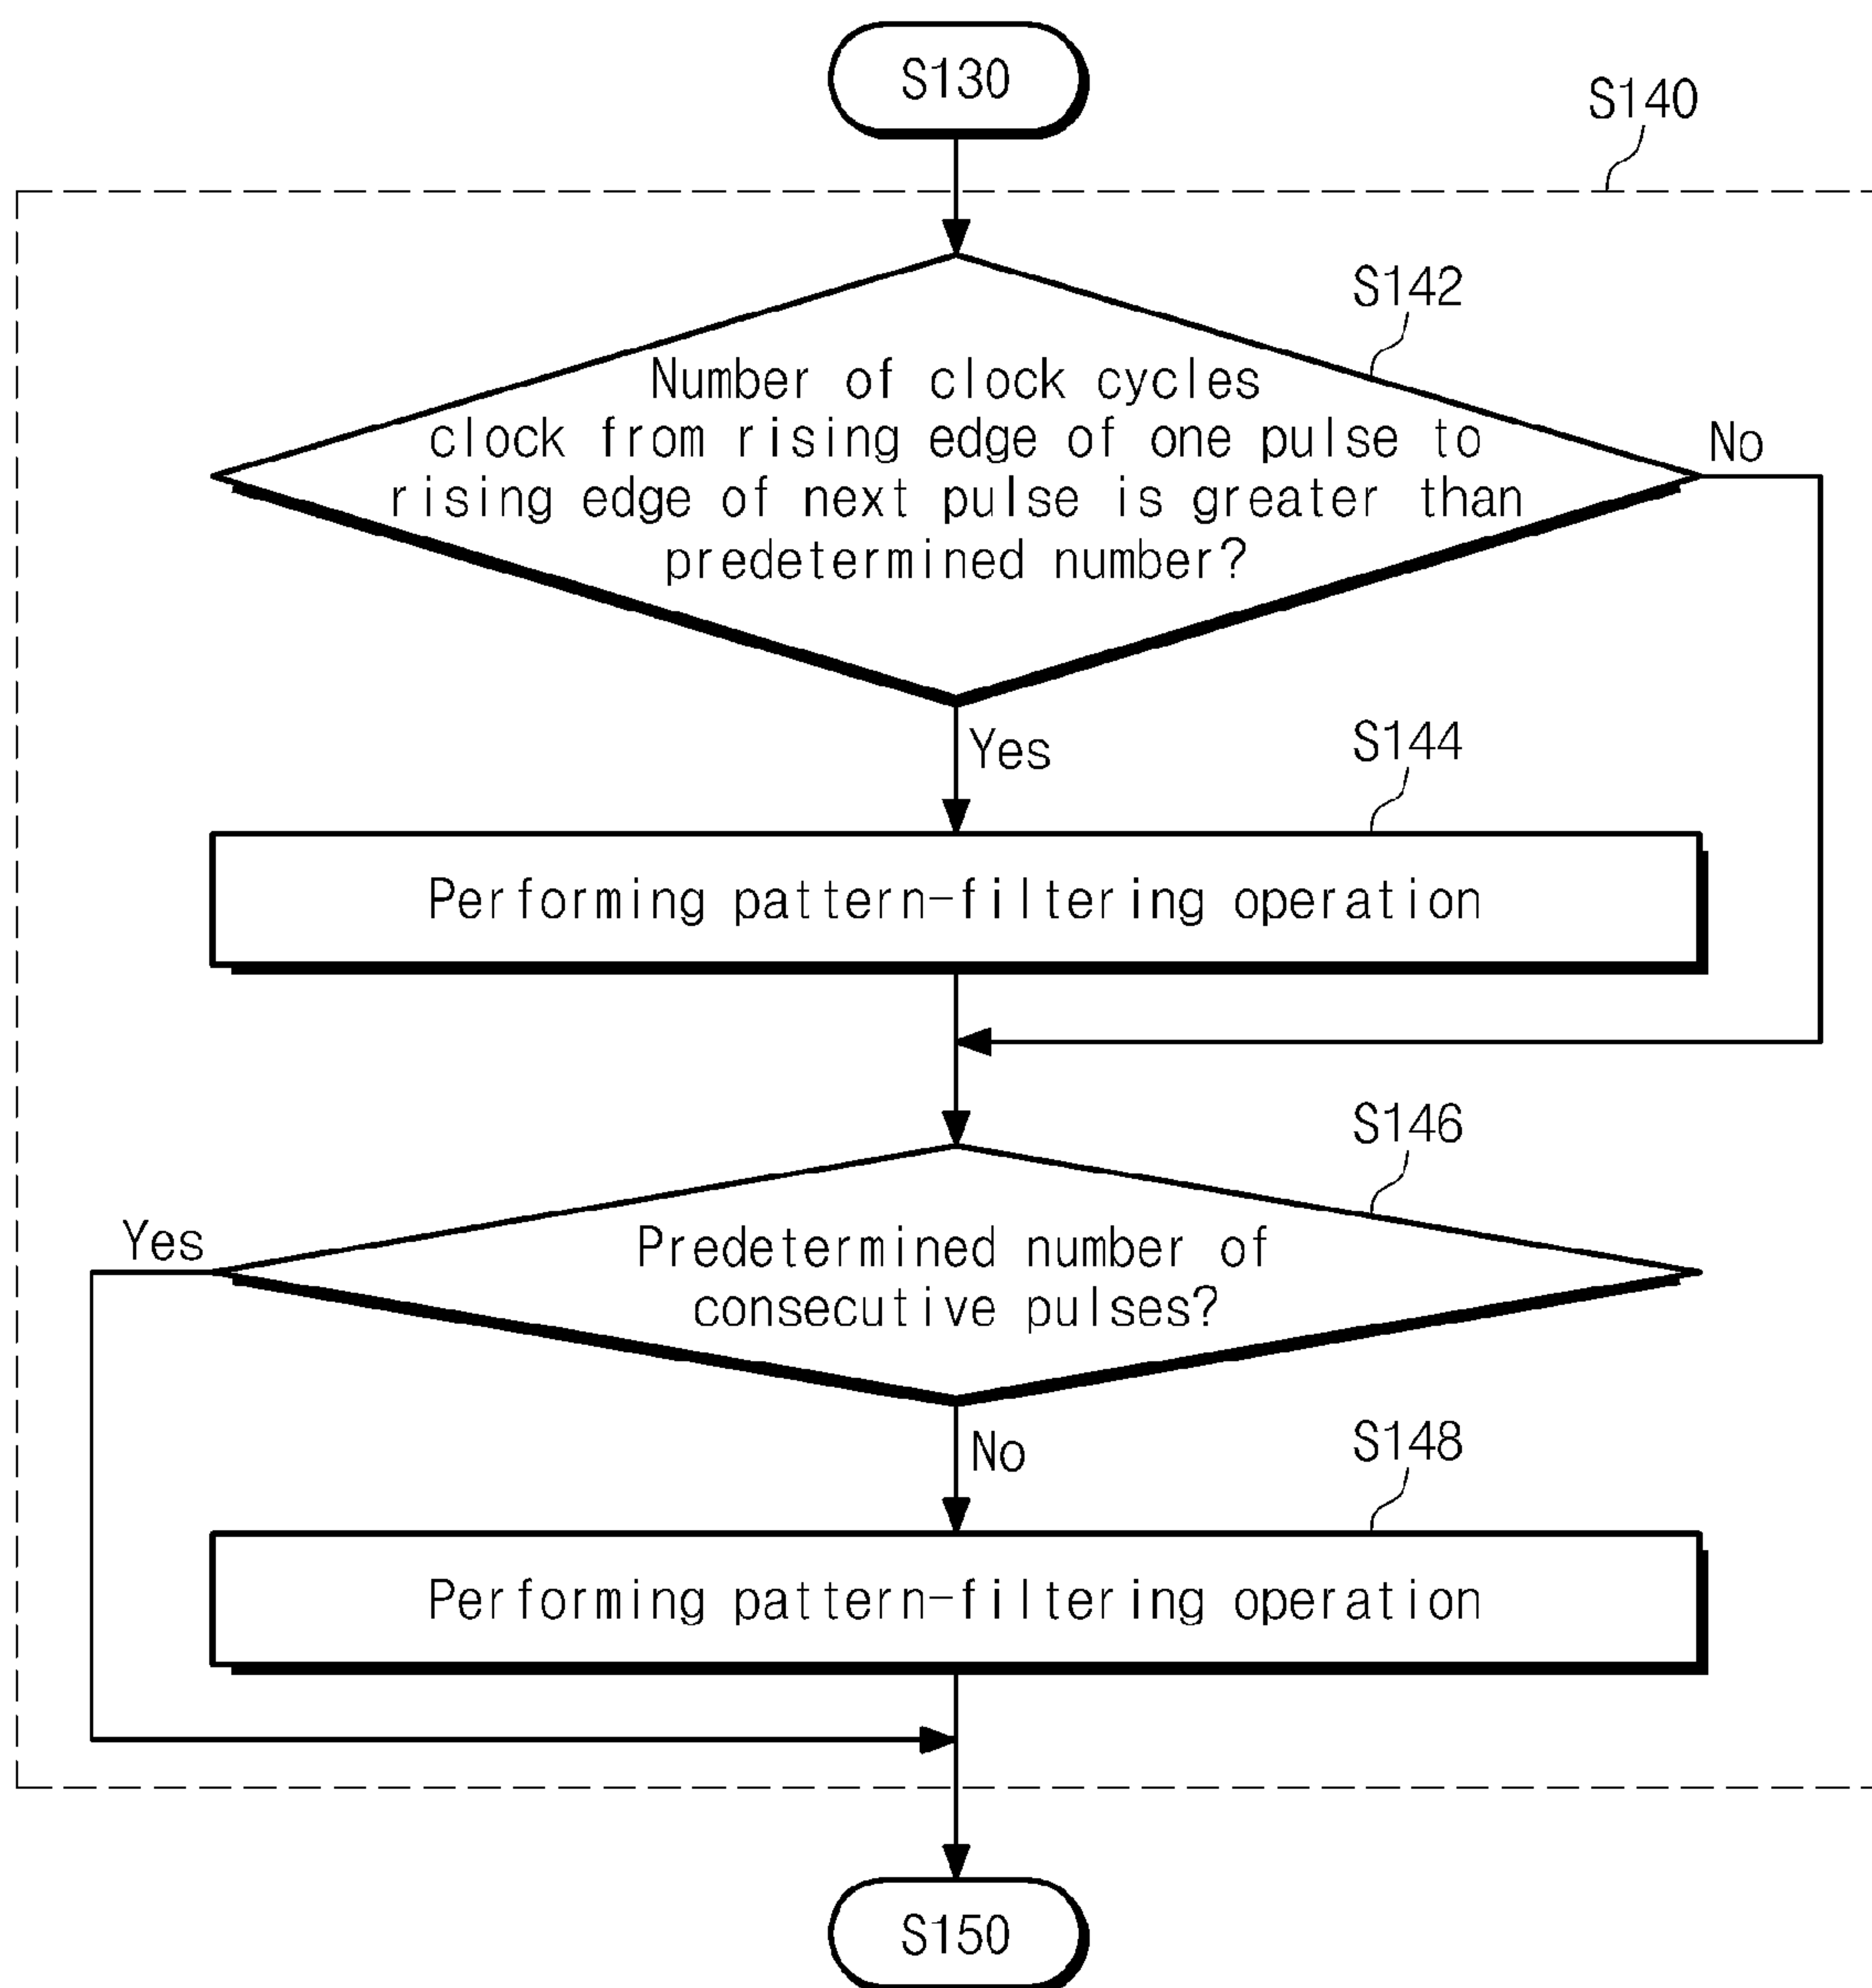 S130
S140
S142
Number of clock cycles
clock from rising edge of one pulse to
rising edge of next pulse is greater than
predetermined number?
No
Yes
S144
Performing pattern-filtering operation
S146
Yes
Predetermined number of
consecutive pulses?
No
S148
Performing pattern-filtering operation
S150